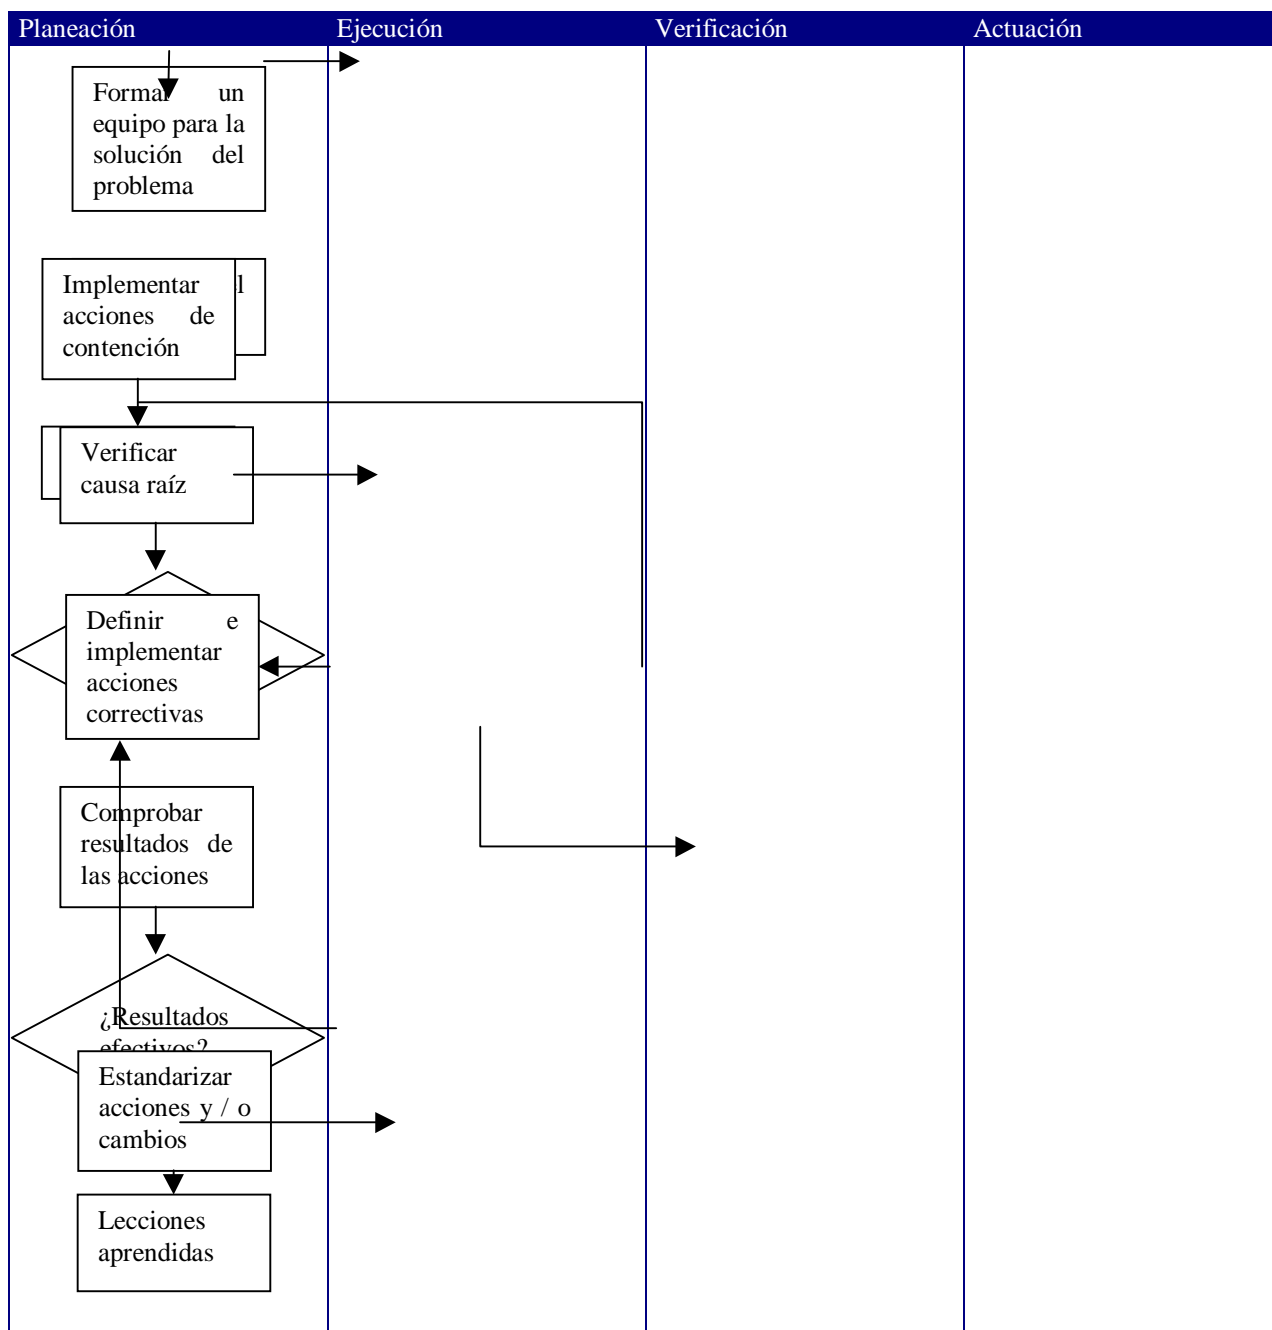 Planeación Ejecución Verificación Actuación
Formar un
equipo para la
solución del
problema
Implementar l
acciones de
contención
Verificar
causa raíz
Definir e
implementar
acciones
correctivas
Comprobar
resultados de
las acciones
¿Resultados
efectivos?
Estandarizar
acciones y / o
cambios
Lecciones
aprendidas